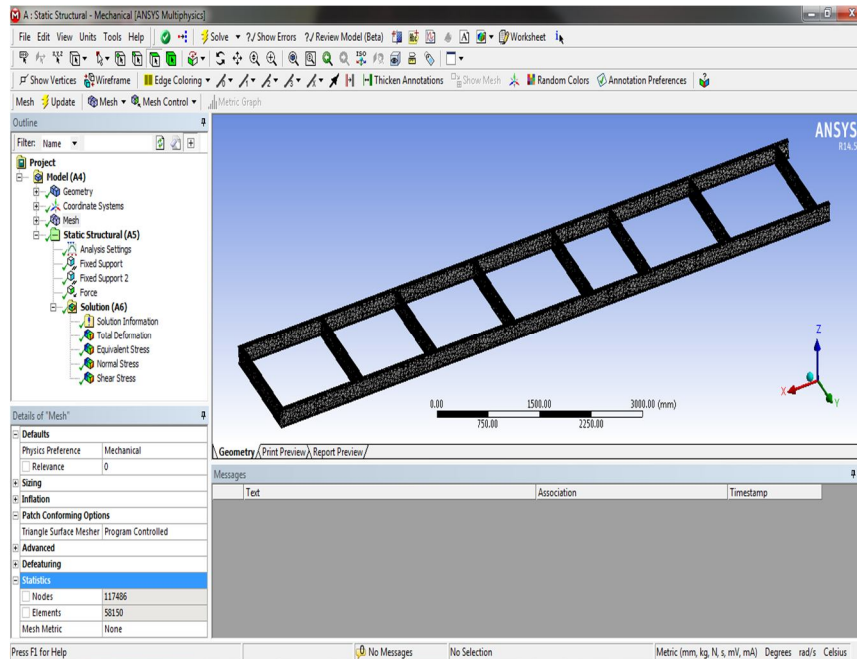 A : Static Structural - Mechanical [ANSYS Multiphysics]
File Edit View Units Tools Help Solve ?/ Show Errors ?/ Review Model (Beta) A Worksheet
Show Vertices Wireframe Edge Coloring Thicken Annotations Show Mesh Random Colors Annotation Preferences
Mesh Update Mesh Mesh Control Metric Graph
Outline
Filter: Name
Project
Model (A4)
Geometry
Coordinate Systems
Mesh
Static Structural (A5)
Analysis Settings
Fixed Support
Fixed Support 2
Force
Solution (A6)
Solution Information
Total Deformation
Equivalent Stress
Normal Stress
Shear Stress
ANSYS
R14.5
Z
X
Y
0.00 1500.00 3000.00 (mm)
750.00 2250.00
Geometry Print Preview Report Preview
Details of "Mesh"
Defaults
Physics Preference Mechanical
Relevance 0
Sizing
Inflation
Patch Conforming Options
Triangle Surface Mesher Program Controlled
Advanced
Defeaturing
Statistics
Nodes 117486
Elements 58150
Mesh Metric None
Messages
Text Association Timestamp
Press F1 for Help No Messages No Selection Metric (mm, kg, N, s, mV, mA) Degrees rad/s Celsius